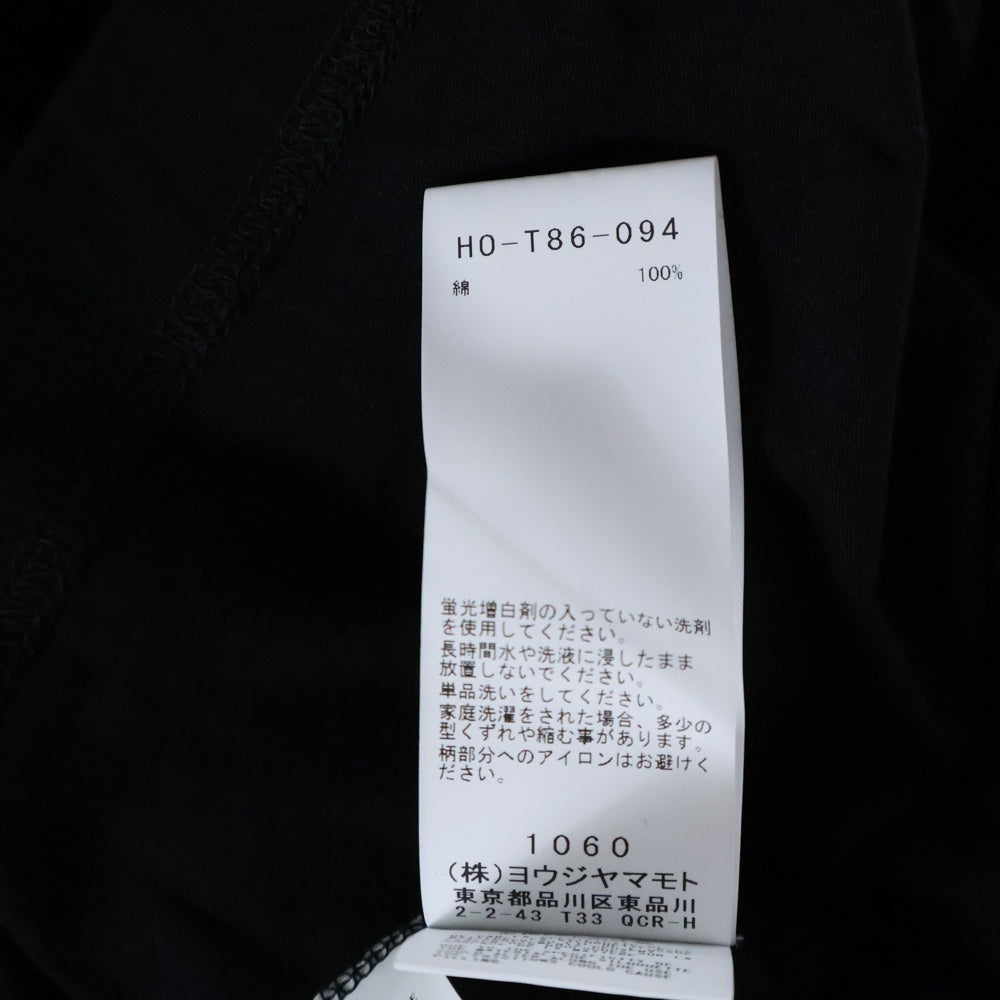 HO-T86-094
綿 100%
蛍光増白剤の入っていない洗剤
を使用してください。
長時間水や洗液に浸したまま
放置しないでください。
単品洗いをしてください。
家庭洗濯をされた場合、多少の
型くずれや縮む事があります。
柄部分へのアイロンはお避けく
ださい。
1060
(株)ヨウジヤマモト
東京都品川区東品川
2-2-43 T33 QCR-H